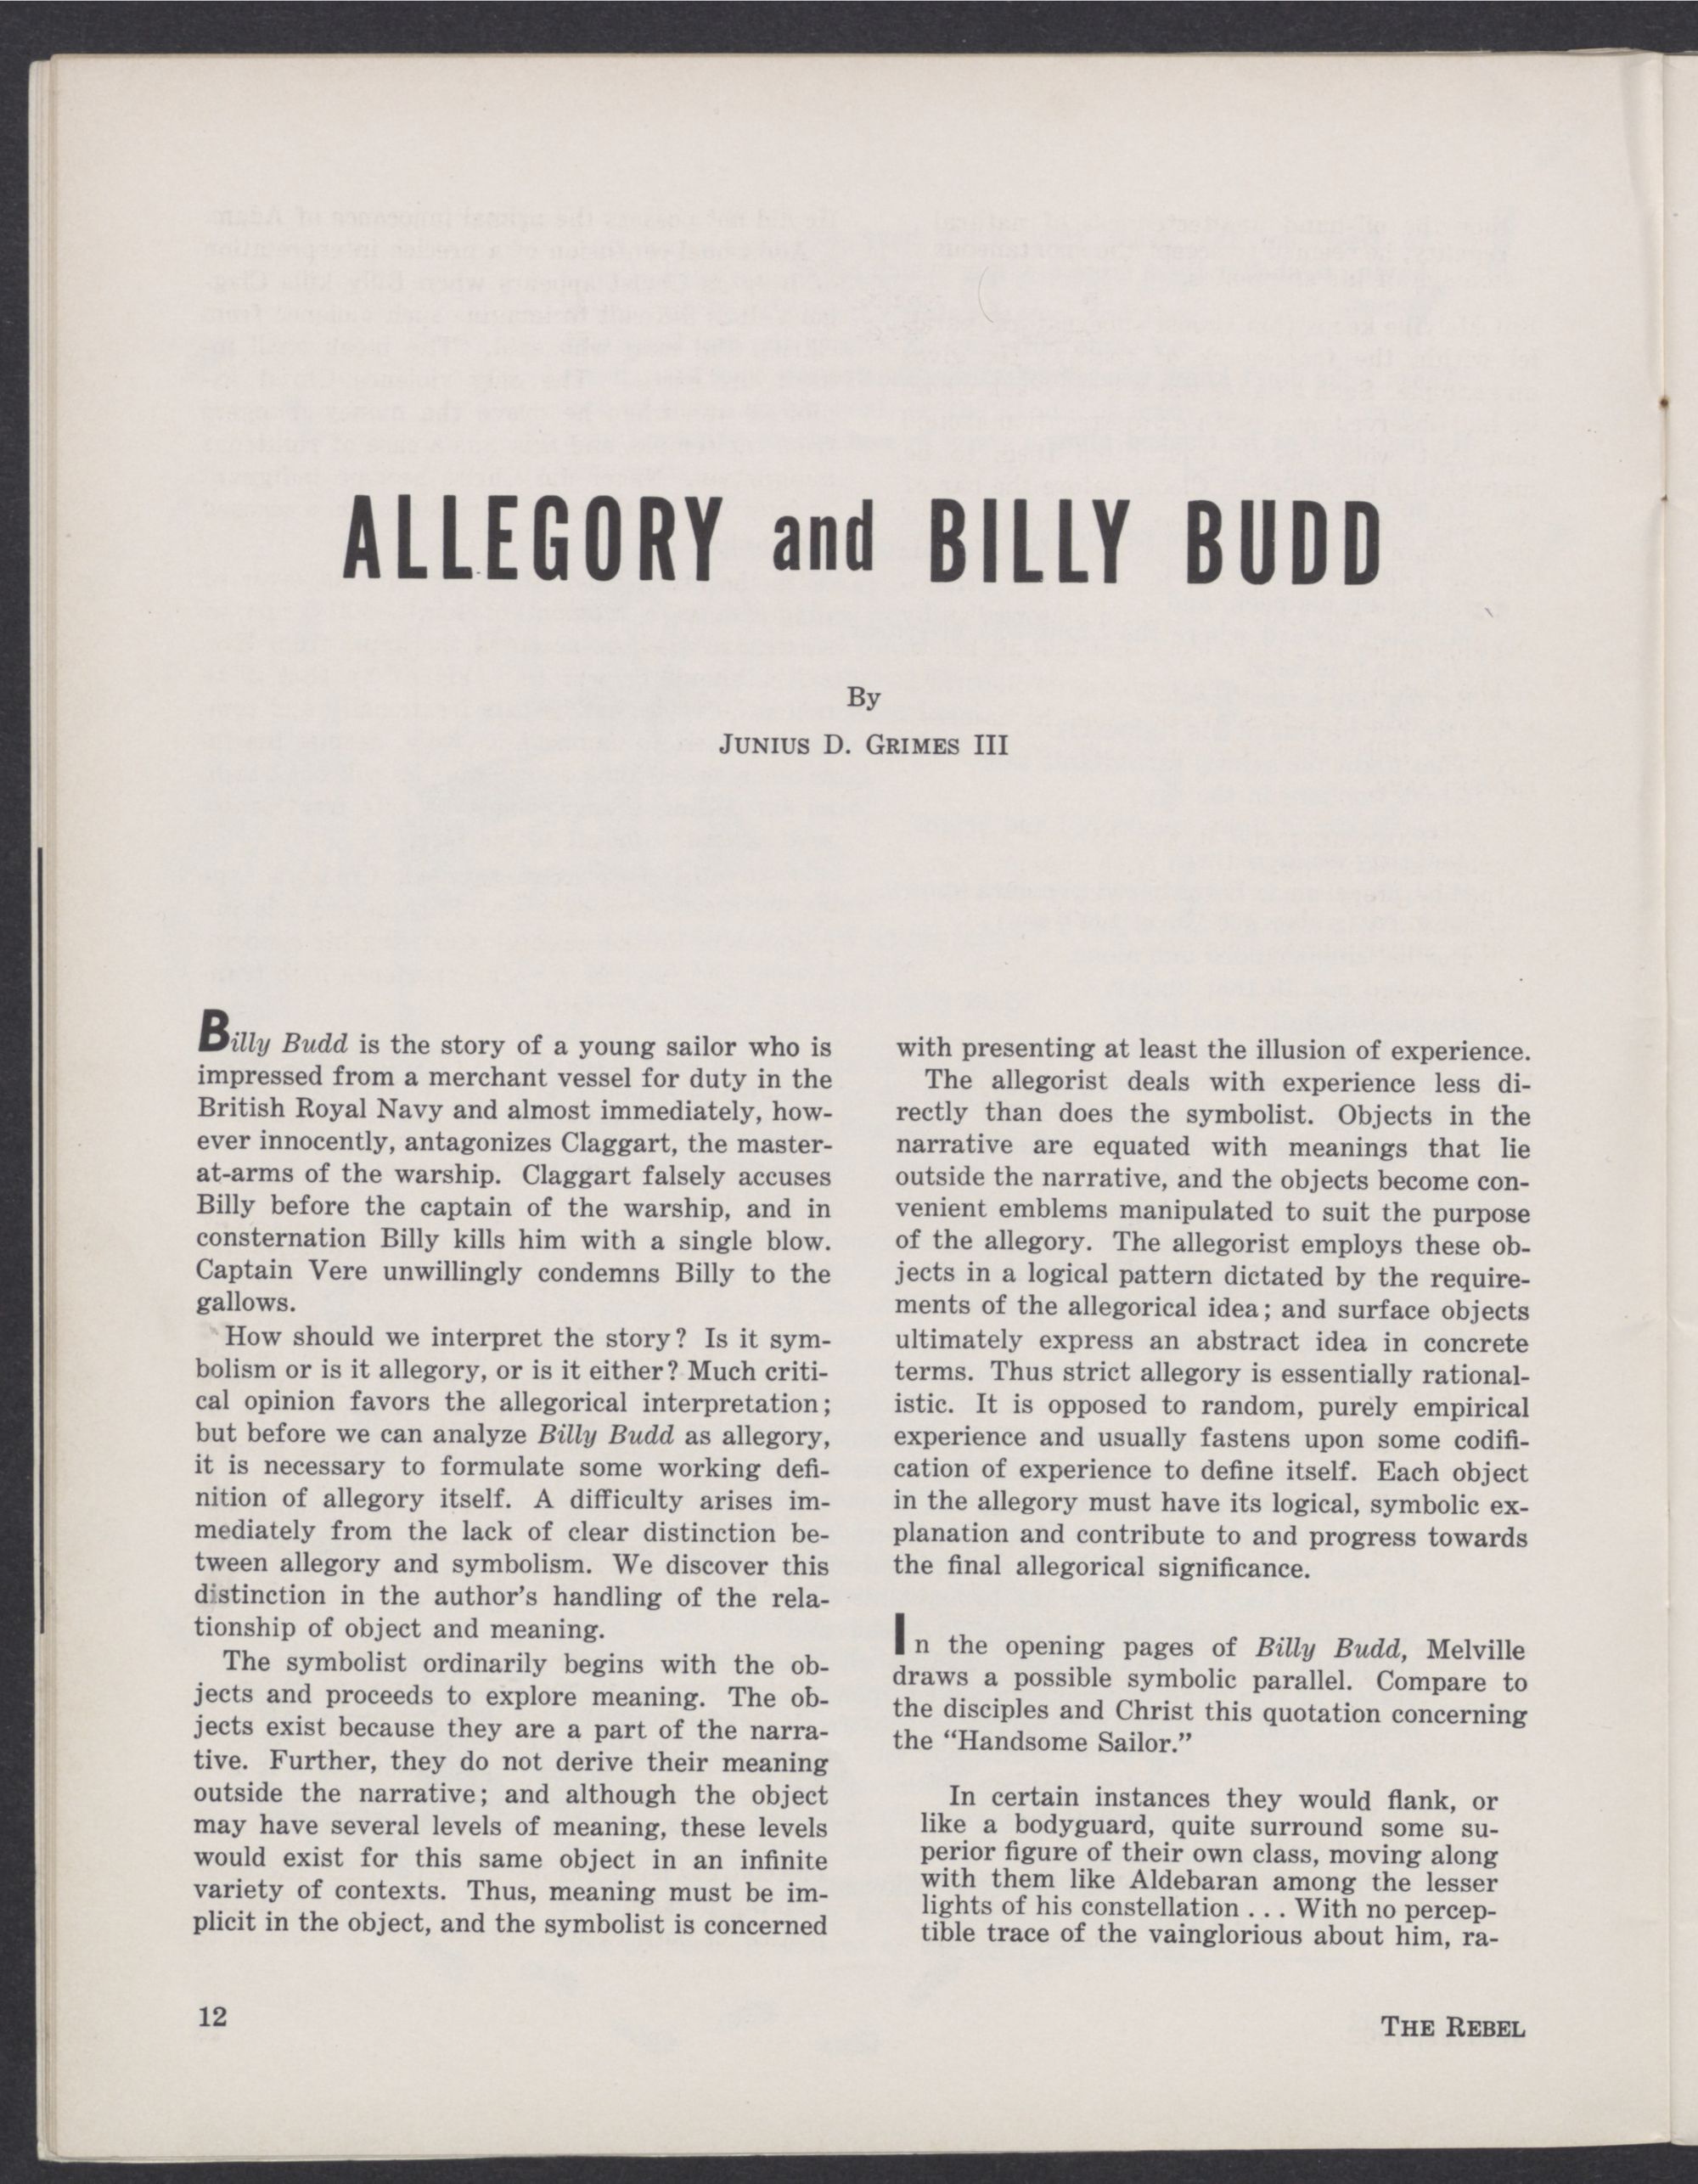 ALLEGORY and BILLY BUDD
By
JUNIUS D. GRIMES III
Billy Budd is the story of a young sailor who is
impressed from a merchant vessel for duty in the
British Royal Navy and almost immediately, how-
ever innocently, antagonizes Claggart, the master-
at-arms of the warship. Claggart falsely accuses
Billy before the captain of the warship, and in
consternation Billy kills him with a single blow.
Captain Vere unwillingly condemns Billy to the
gallows.
How should we interpret the story? Is it sym-
bolism or is it allegory, or is it either? Much criti-
cal opinion favors the allegorical interpretation;
but before we can analyze Billy Budd as allegory,
it is necessary to formulate some working defi-
nition of allegory itself. A difficulty arises im-
mediately from the lack of clear distinction be-
tween allegory and symbolism. We discover this
distinction in the author's handling of the rela-
tionship of object and meaning.
The symbolist ordinarily begins with the ob-
jects and proceeds to explore meaning. The ob-
jects exist because they are a part of the narra-
tive. Further, they do not derive their meaning
outside the narrative; and although the object
may have several levels of meaning, these levels
would exist for this same object in an infinite
variety of contexts. Thus, meaning must be im-
plicit in the object, and the symbolist is concerned
with presenting at least the illusion of experience.
The allegorist deals with experience less di-
rectly than does the symbolist. Objects in the
narrative are equated with meanings that lie
outside the narrative, and the objects become con-
venient emblems manipulated to suit the purpose
of the allegory. The allegorist employs these ob-
jects in a logical pattern dictated by the require-
ments of the allegorical idea; and surface objects
ultimately express an abstract idea in concrete
terms. Thus strict allegory is essentially rational-
istic. It is opposed to random, purely empirical
experience and usually fastens upon some codifi-
cation of experience to define itself. Each object
in the allegory must have its logical, symbolic ex-
planation and contribute to and progress towards
the final allegorical significance.
In the opening pages of Billy Budd, Melville
draws a possible symbolic parallel. Compare to
the disciples and Christ this quotation concerning
the "Handsome Sailor."
In certain instances they would flank, or
like a bodyguard, quite surround some su-
perior figure of their own class, moving along
with them like Aldebaran among the lesser
lights of his constellation . . . With no percep-
tible trace of the vainglorious about him, ra-
12
THE REBEL